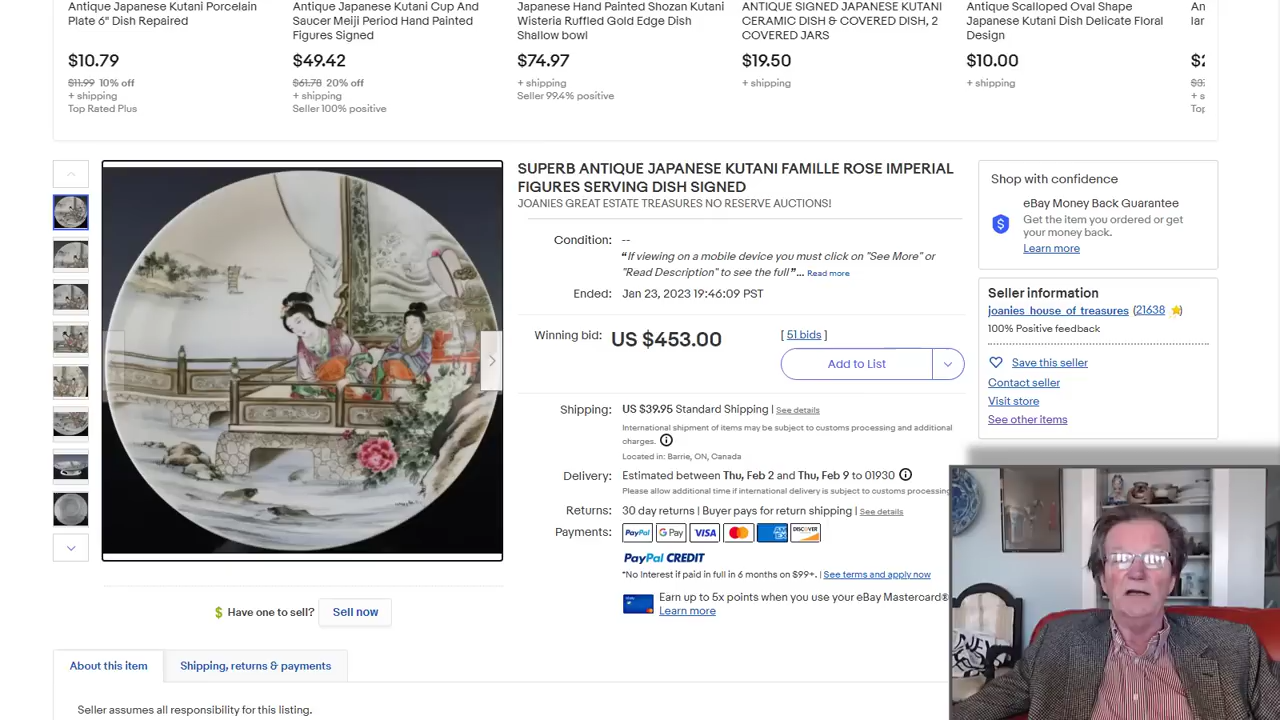 Antique Japanese Kutani Porcelain
Plate 6" Dish Repaired
$10.79
$11.99 10% off
+ shipping
Top Rated Plus
Antique Kutani Cup And
Saucer Meiji Period Hand Painted
Figures Signed
$49.42
$61.78 20% off
+ shipping
Seller 100% positive
Japanese Hand Painted Shozan Kutani
Wisteria Ruffled Gold Edge Dish
Shallow bowl
$74.97
+ shipping
Seller 99.4% positive
ANTIQUE SIGNED JAPANESE KUTANI
CERAMIC DISH & COVERED DISH, 2
COVERED JARS
$19.50
+ shipping
Antique Scalloped Oval Shape
Japanese Kutani Dish Delicate Floral
Design
$10.00
+ shipping
SUPERB ANTIQUE JAPANESE KUTANI FAMILLE ROSE IMPERIAL
FIGURES SERVING DISH SIGNED
JOANIES GREAT ESTATE TREASURES NO RESERVE AUCTIONS!
Condition: --
“If viewing on a mobile device you must click on "See More" or
"Read Description" to see the full”... Read more
Ended: Jan 23, 2023 19:46:09 PST
Winning bid: US $453.00 [ 51 bids ]
Add to List
Shipping: US $39.95 Standard Shipping | See details
International shipment of items may be subject to customs processing and additional
charges.
Located in: Barrie, ON, Canada
Delivery: Estimated between Thu, Feb 2 and Thu, Feb 9 to 01930
Please allow additional time if international delivery is subject to customs processing
Returns: 30 day returns | Buyer pays for return shipping | See details
Payments: PayPal G Pay VISA MasterCard AMEX DISCOVER
PayPal CREDIT
*No Interest if paid in full in 6 months on $99+. | See terms and apply now
Earn up to 5x points when you use your eBay Mastercard®
Learn more
Shop with confidence
eBay Money Back Guarantee
Get the item you ordered or get
your money back.
Learn more
Seller information
joanies_house_of_treasures (21638)
100% Positive feedback
Save this seller
Contact seller
Visit store
See other items
Have one to sell? Sell now
About this item
Shipping, returns & payments
Seller assumes all responsibility for this listing.